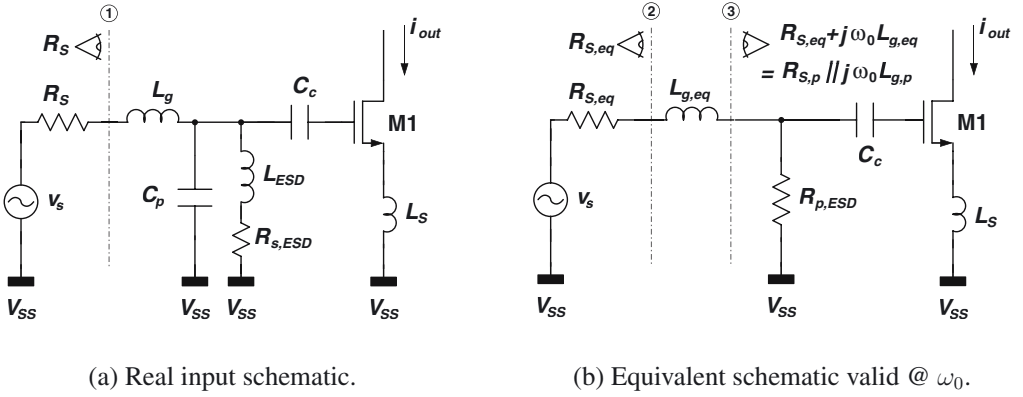 ①
R_S
i_out
R_S
L_g
C_c
M1
v_s
C_p
L_ESD
R_s,ESD
L_S
V_SS
V_SS
V_SS
V_SS
(a) Real input schematic.
②
③
R_S,eq
R_S,eq+jω_0L_g,eq
= R_S,p || jω_0L_g,p
i_out
R_S,eq
L_g,eq
M1
C_c
v_s
R_p,ESD
L_S
V_SS
V_SS
V_SS
(b) Equivalent schematic valid @ ω_0.